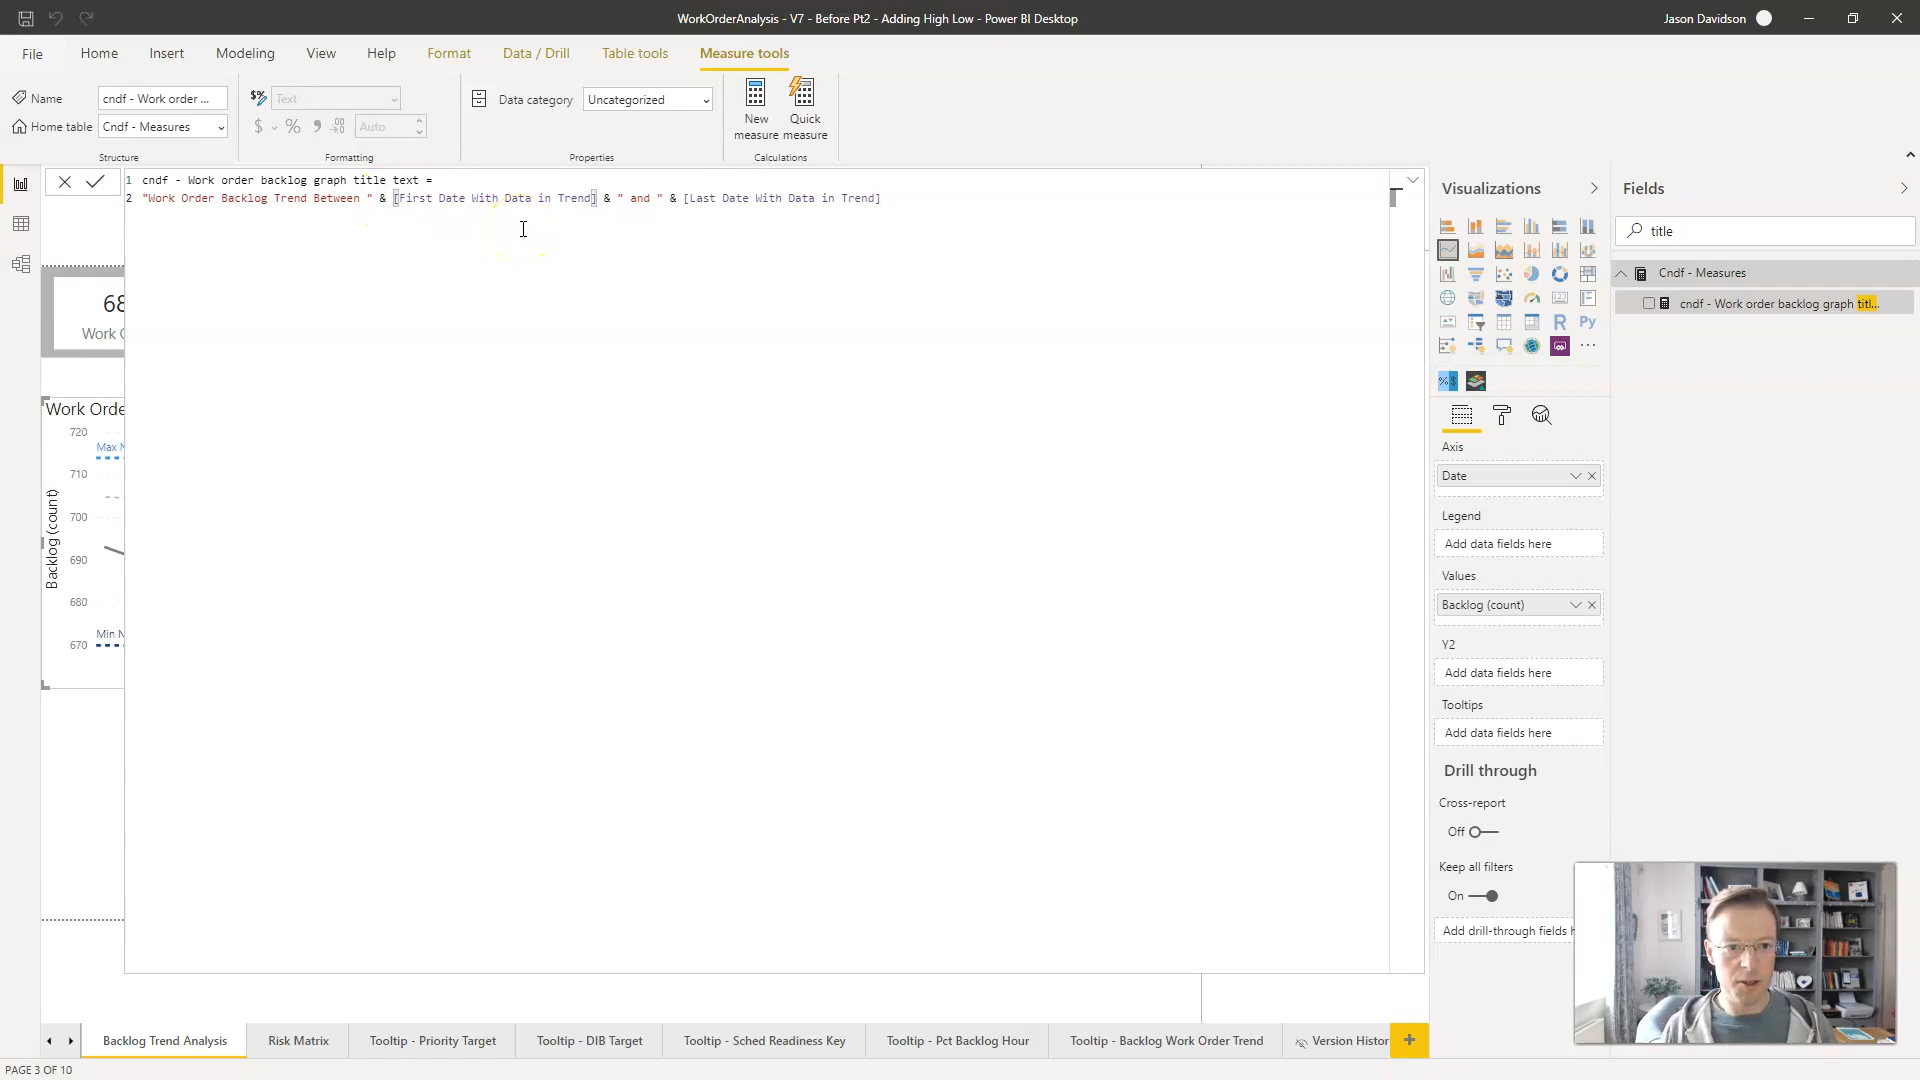 WorkOrderAnalysis - V7 - Before Pt2 - Adding High Low - Power BI Desktop
Jason Davidson
File
Home
Insert
Modeling
View
Help
Format
Data / Drill
Table tools
Measure tools
Name
cndf - Work order ...
Home table
Cndf - Measures
Structure
Text
$ % 9 .00
Auto
Formatting
Data category
Uncategorized
Properties
New measure
Quick measure
Calculations
1 cndf - Work order backlog graph title text =
2 "Work Order Backlog Trend Between " & [First Date With Data in Trend] & " and " & [Last Date With Data in Trend]
68
Work O
Work Orde
Backlog (count)
720
Max N
710
700
690
680
Min N
670
Visualizations
R
Py
Axis
Date
Legend
Add data fields here
Values
Backlog (count)
Y2
Add data fields here
Tooltips
Add data fields here
Drill through
Cross-report
Off
Keep all filters
On
Add drill-through fields h
Fields
title
Cndf - Measures
cndf - Work order backlog graph titl...
Backlog Trend Analysis
Risk Matrix
Tooltip - Priority Target
Tooltip - DIB Target
Tooltip - Sched Readiness Key
Tooltip - Pct Backlog Hour
Tooltip - Backlog Work Order Trend
Version Histor
PAGE 3 OF 10